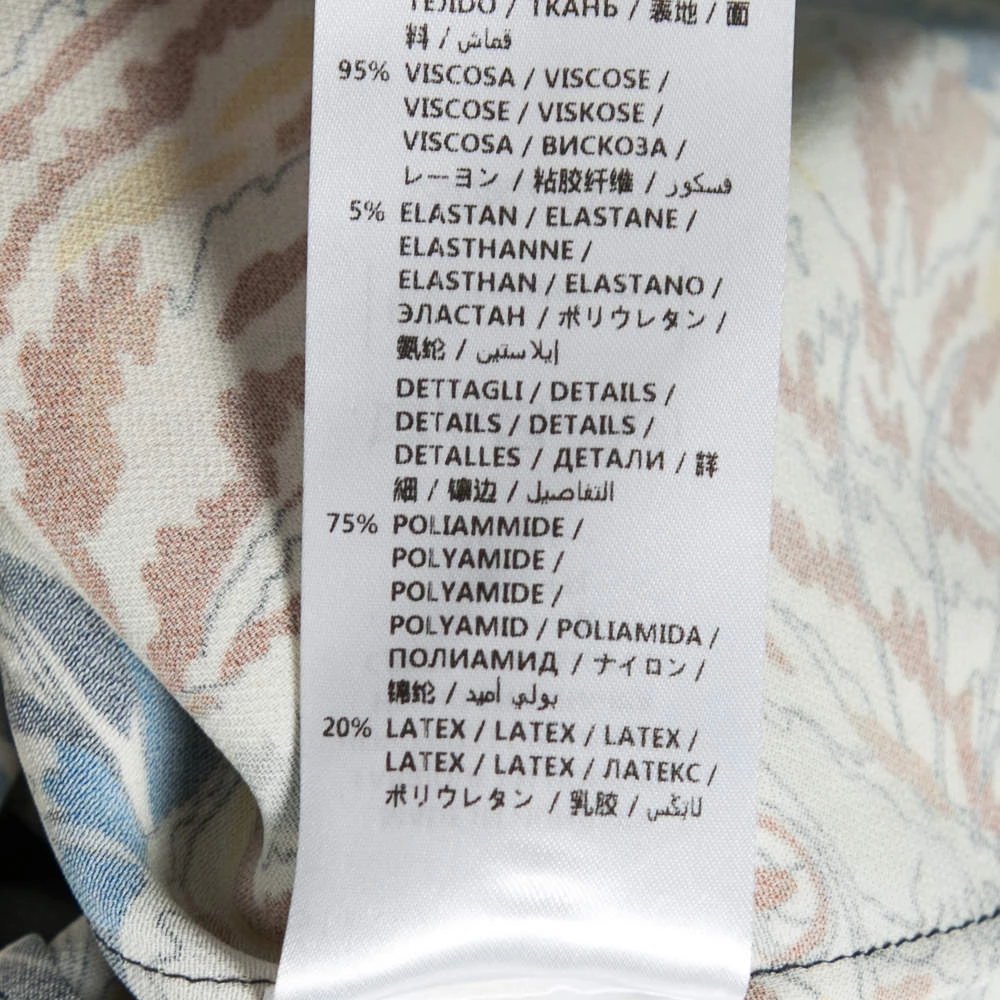 TEJIDO / ТКАНЬ / 表地 / 面
料 / قماش
95% VISCOSA / VISCOSE /
VISCOSE / VISKOSE /
VISCOSA / ВИСКОЗА /
レーヨン / 粘胶纤维 / فسكور
5% ELASTAN / ELASTANE /
ELASTHANNE /
ELASTHAN / ELASTANO /
ЭЛАСТАН / ポリウレタン /
氨纶 / إيلاستين
DETTAGLI / DETAILS /
DETAILS / DETAILS /
DETALLES / ДЕТАЛИ / 詳
細 / 镶边 / التفاصيل
75% POLIAMMIDE /
POLYAMIDE /
POLYAMIDE /
POLYAMID / POLIAMIDA /
ПОЛИАМИД / ナイロン /
锦纶 / بولي أميد
20% LATEX / LATEX / LATEX /
LATEX / LATEX / ЛАТЕКС /
ポリウレタン / 乳胶 / لايتكس